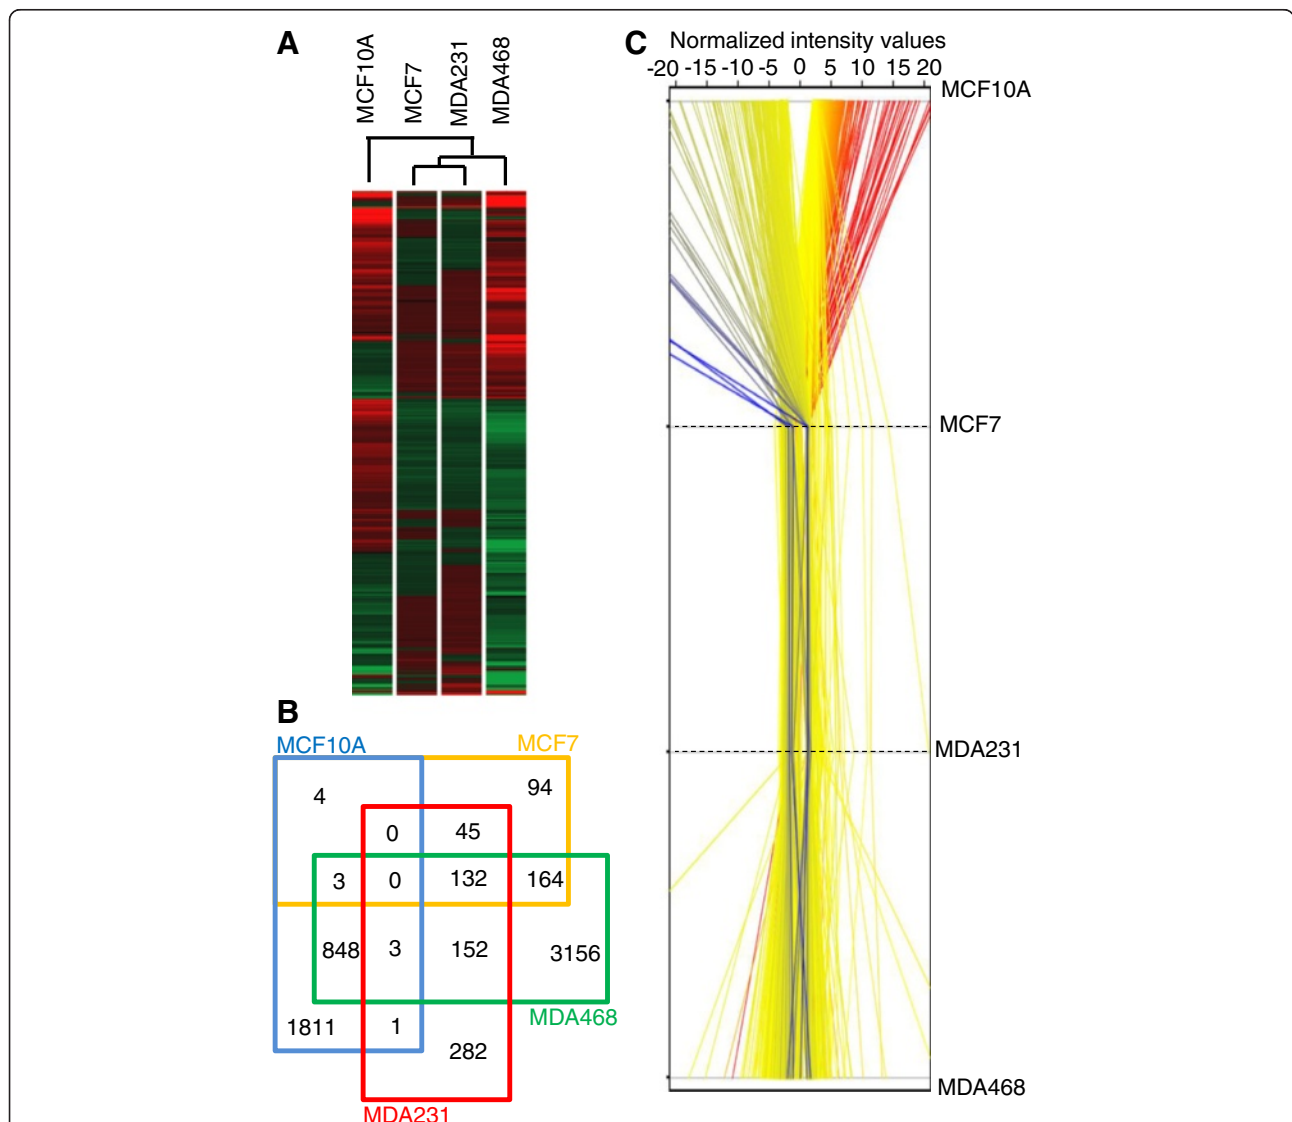 A
MCF10A
MCF7
MDA231
MDA468
B
MCF10A
MCF7
4
94
0
45
3
0
132
164
848
3
152
3156
1811
1
282
MDA468
MDA231
C
Normalized intensity values
-20 -15 -10 -5 0 5 10 15 20
MCF10A
MCF7
MDA231
MDA468